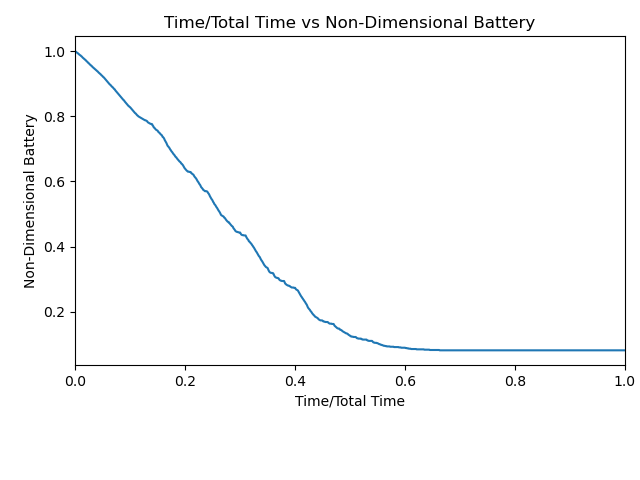 Time/Total Time vs Non-Dimensional Battery
Non-Dimensional Battery
1.0
0.8
0.6
0.4
0.2
0.0 0.2 0.4 0.6 0.8 1.0
Time/Total Time